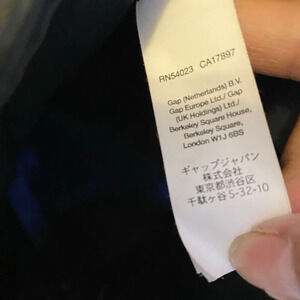 RN54023 CA17897
Gap (Netherlands) B.V.
Gap Europe Ltd./ Gap
(UK Holdings) Ltd./
Berkeley Square House,
Berkeley Square,
London W1J 6BS
ギャップジャパン
株式会社
東京都渋谷区
千駄ヶ谷5-32-10